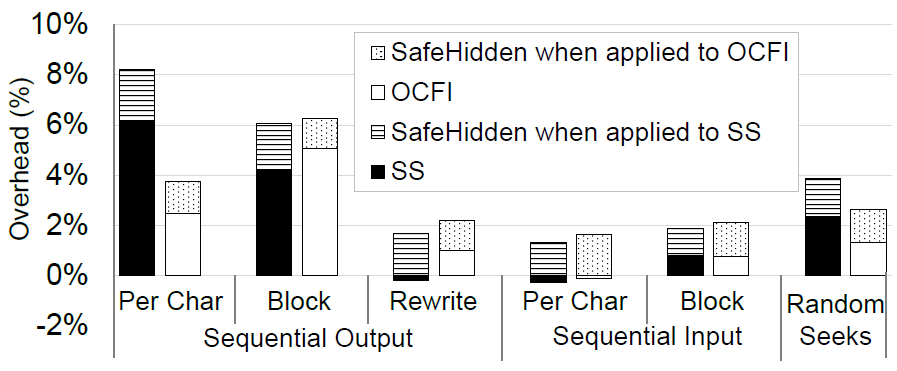 10%
8%
6%
4%
2%
0%
-2%
Overhead (%)
SafeHidden when applied to OCFI
OCFI
SafeHidden when applied to SS
SS
Per Char
Block
Rewrite
Per Char
Block
Random
Seeks
Sequential Output
Sequential Input